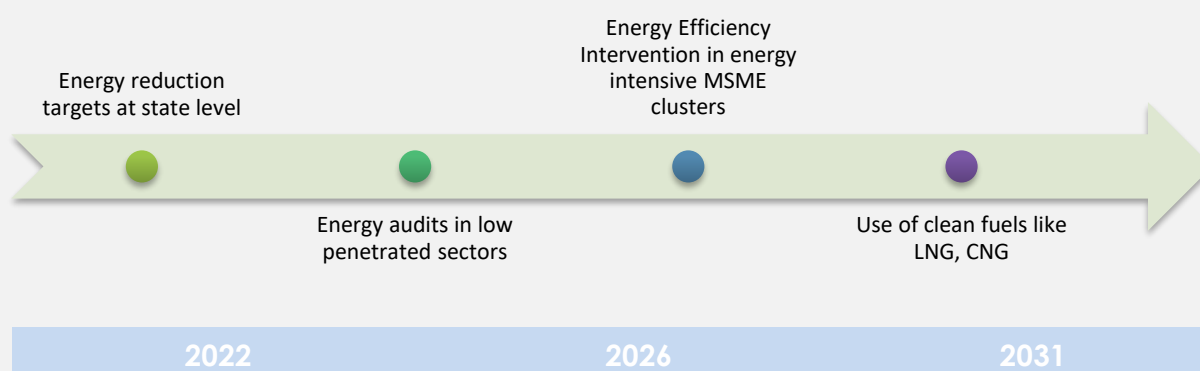 Energy reduction
targets at state level
Energy audits in low
penetrated sectors
Energy Efficiency
Intervention in energy
intensive MSME
clusters
Use of clean fuels like
LNG, CNG
2022
2026
2031